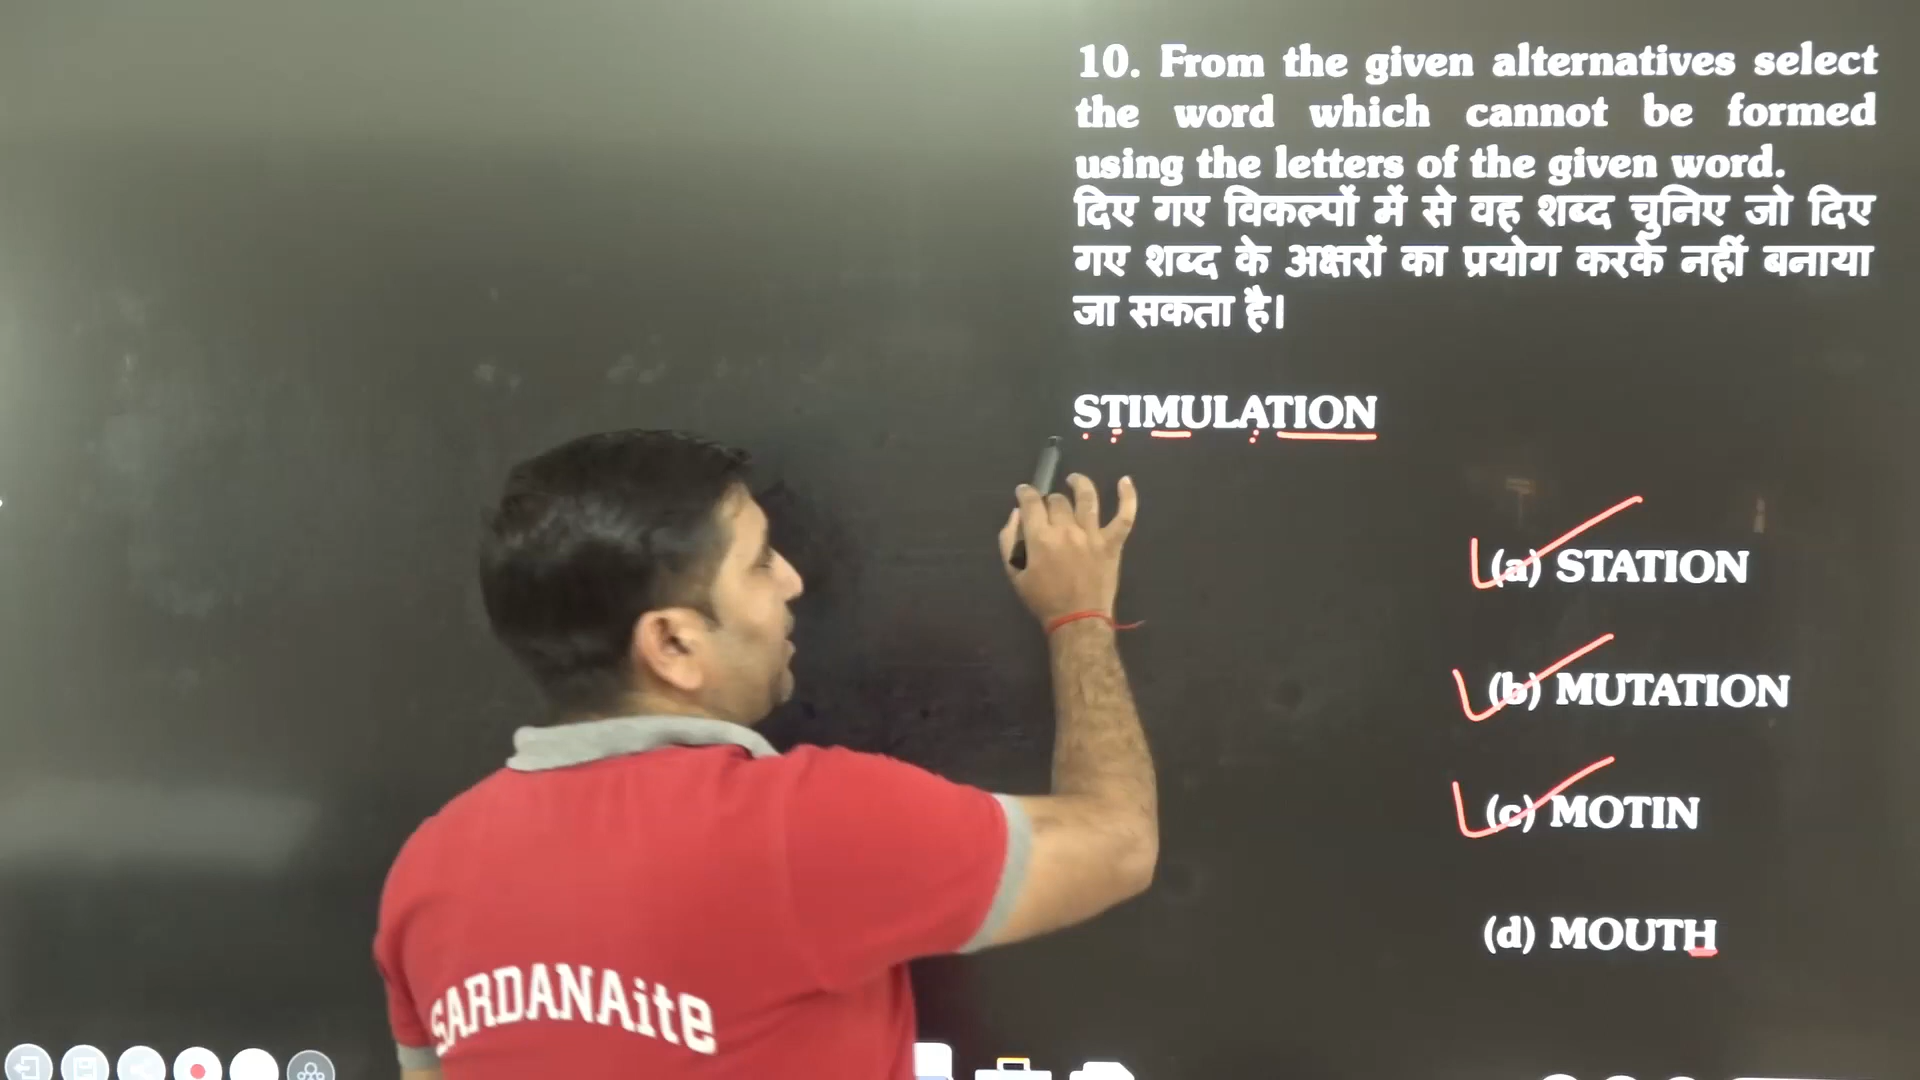 10. From the given alternatives select
the word which cannot be formed
using the letters of the given word.
दिए गए विकल्पों में से वह शब्द चुनिए जो दिए
गए शब्द के अक्षरों का प्रयोग करके नहीं बनाया
जा सकता है।
STIMULATION
(a) STATION
(b) MUTATION
(c) MOTIN
(d) MOUTH
SARDANAite